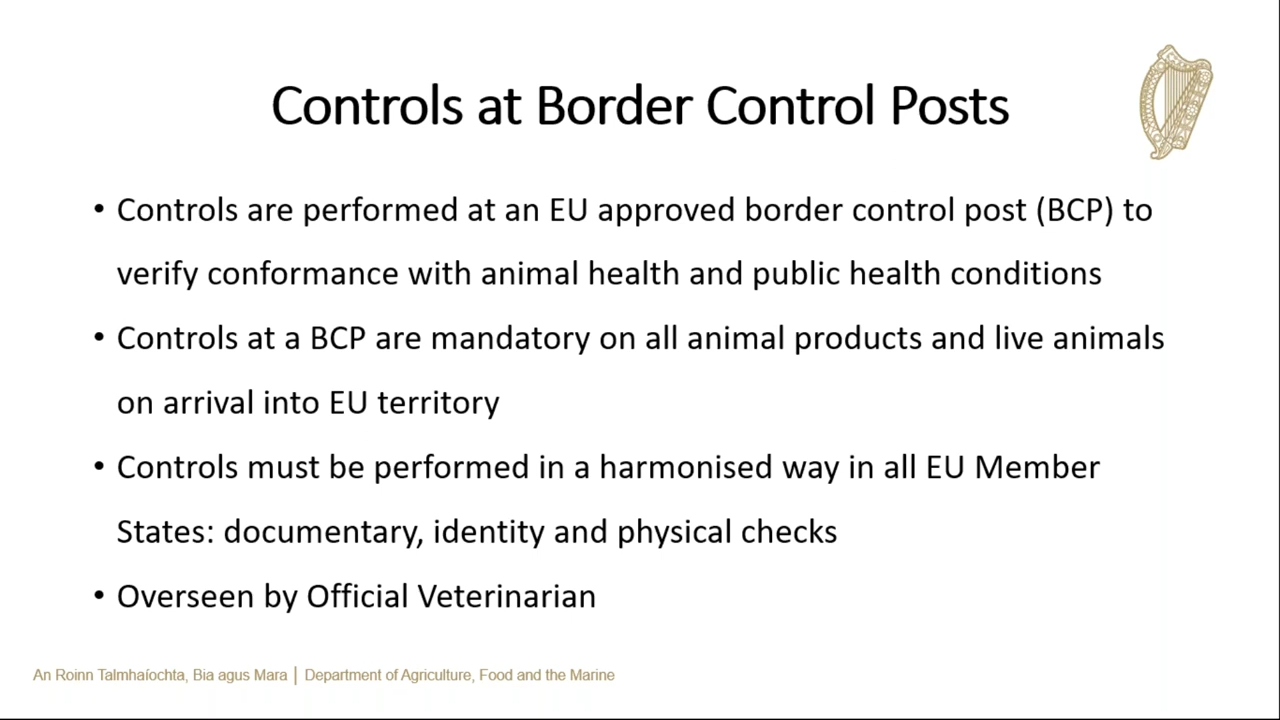 Controls at Border Control Posts
• Controls are performed at an EU approved border control post (BCP) to
verify conformance with animal health and public health conditions
• Controls at a BCP are mandatory on all animal products and live animals
on arrival into EU territory
• Controls must be performed in a harmonised way in all EU Member
States: documentary, identity and physical checks
• Overseen by Official Veterinarian
An Roinn Talmhaíochta, Bia agus Mara | Department of Agriculture, Food and the Marine